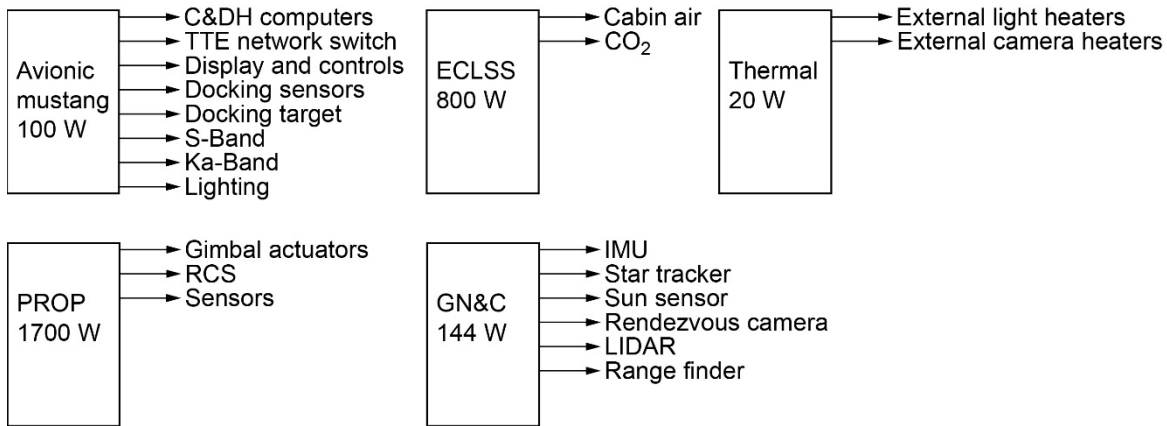 Avionic
mustang
100 W
C&DH computers
TTE network switch
Display and controls
Docking sensors
Docking target
S-Band
Ka-Band
Lighting
ECLSS
800 W
Cabin air
CO₂
Thermal
20 W
External light heaters
External camera heaters
PROP
1700 W
Gimbal actuators
RCS
Sensors
GN&C
144 W
IMU
Star tracker
Sun sensor
Rendezvous camera
LIDAR
Range finder